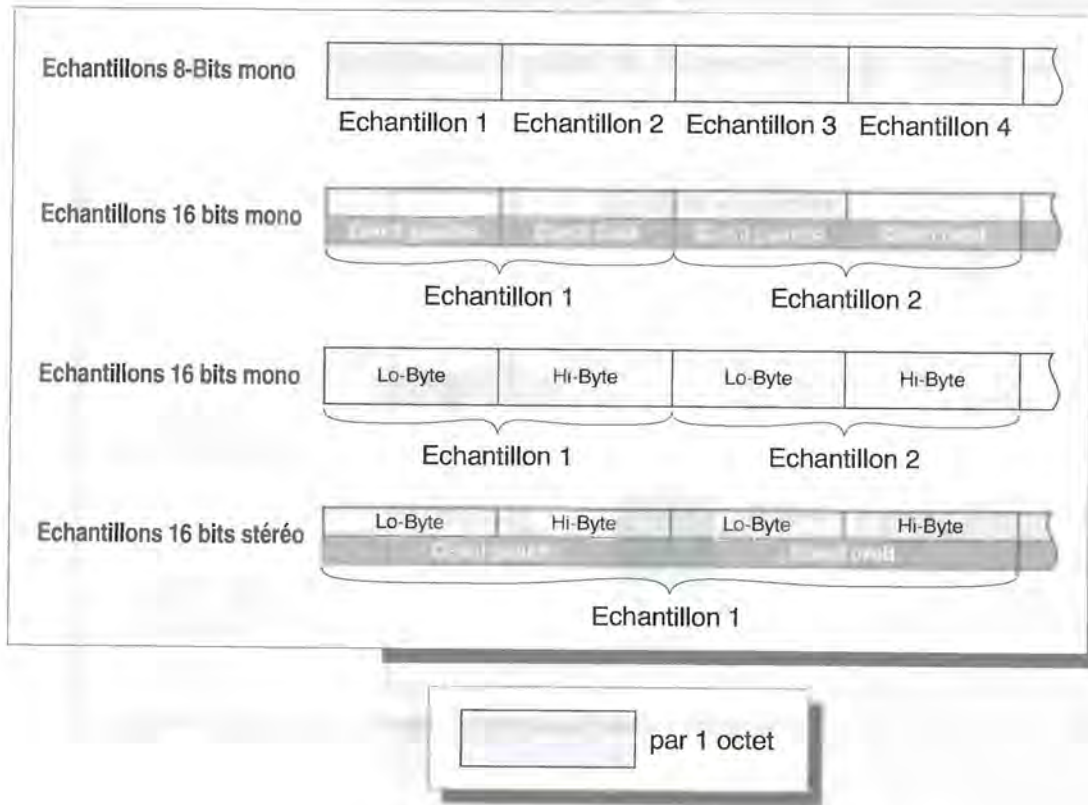 Echantillons 8-Bits mono
Echantillon 1 Echantillon 2 Echantillon 3 Echantillon 4
Echantillons 16 bits mono
Echantillon 1 Echantillon 2
Echantillons 16 bits mono
Lo-Byte Hi-Byte Lo-Byte Hi-Byte
Echantillon 1 Echantillon 2
Echantillons 16 bits stéréo
Lo-Byte Hi-Byte Lo-Byte Hi-Byte
Echantillon 1
par 1 octet